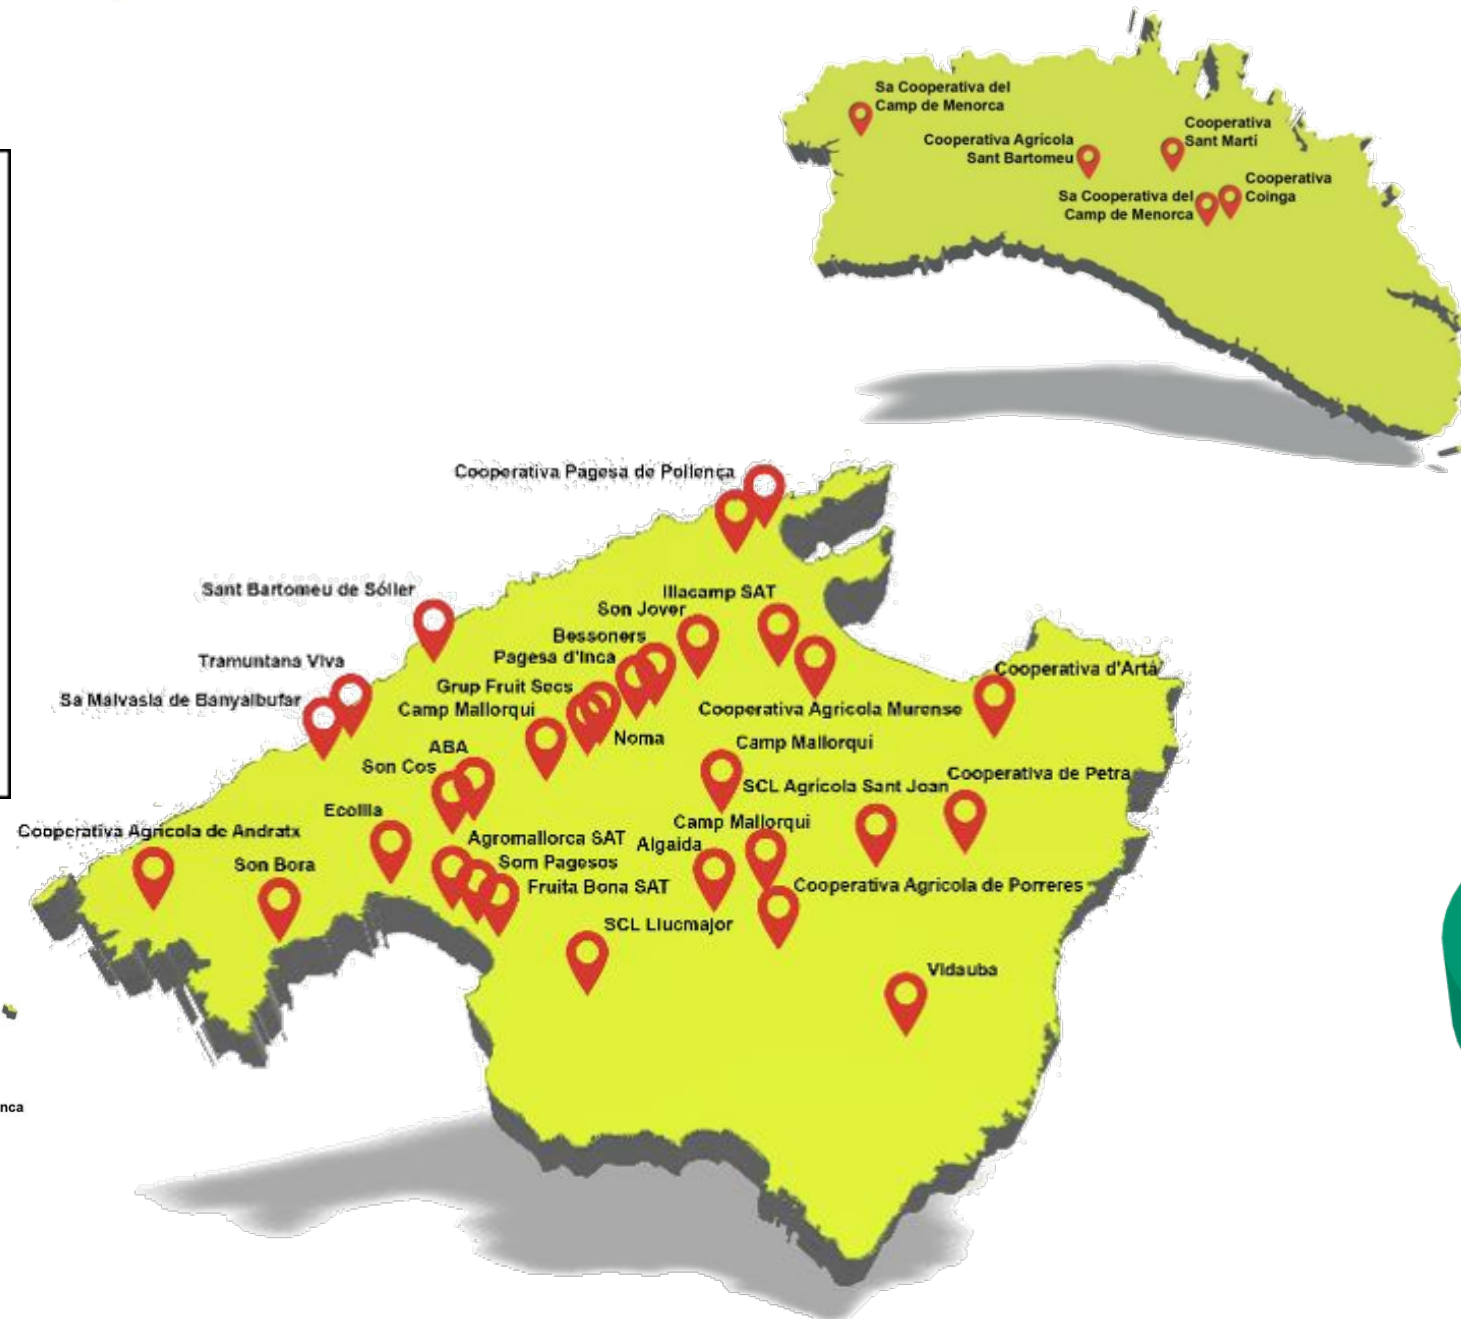 Sa Cooperativa del
Camp de Menorca
Cooperativa Agrícola
Sant Bartomeu
Cooperativa
Sant Martí
Sa Cooperativa del
Camp de Menorca
Cooperativa
Coinga
Cooperativa Pagesa de Pollença
Sant Bartomeu de Sóller
Illacamp SAT
Son Jover
Bessoners
Pagesa d'Inca
Tramuntana Viva
Sa Malvasia de Banyalbufar
Grup Fruit Secs
Camp Mallorquí
Noma
Cooperativa d'Artà
Cooperativa Agrícola Murense
Camp Mallorquí
ABA
Son Cos
SCL Agrícola Sant Joan
Cooperativa de Petra
Ecoilla
Cooperativa Agrícola de Andratx
Son Bora
Agromallorca SAT
Som Pagesos
Fruita Bona SAT
Camp Mallorquí
Algaida
Cooperativa Agrícola de Porreres
SCL Llucmajor
Vidauba
nca